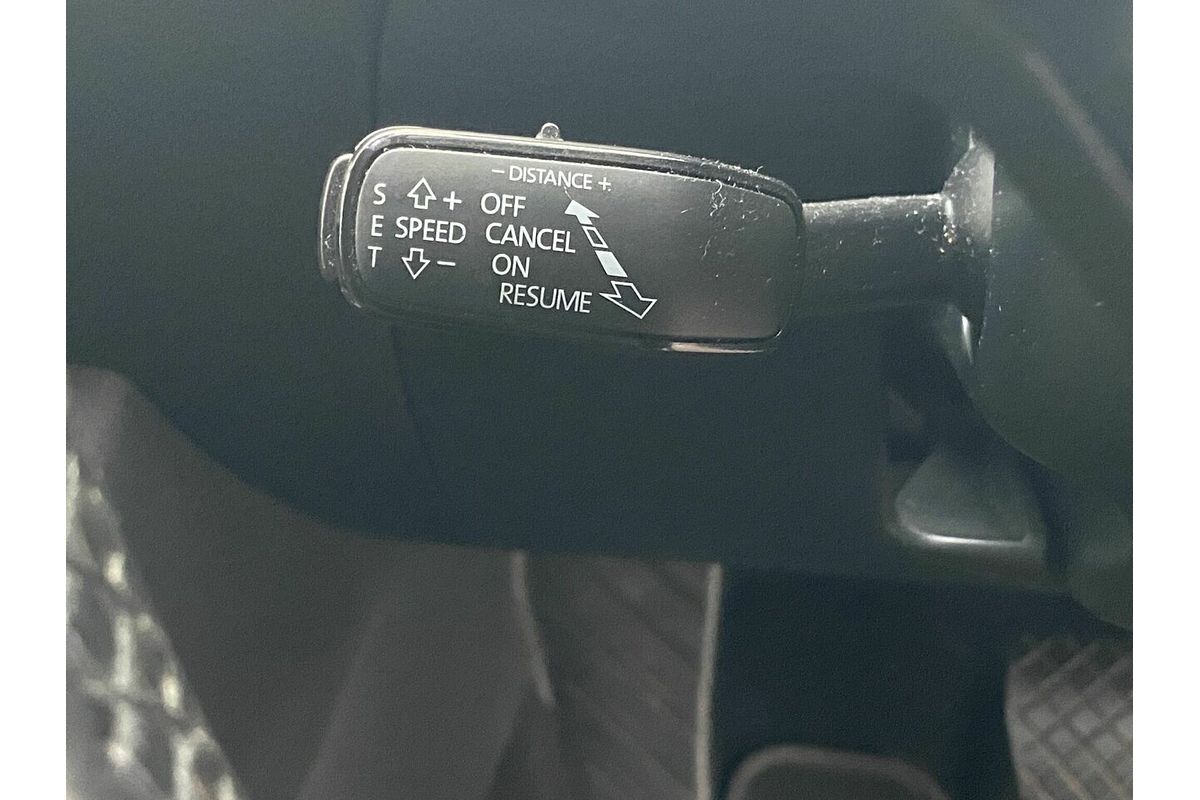 - DISTANCE +
S + OFF
E SPEED CANCEL
T - ON
RESUME